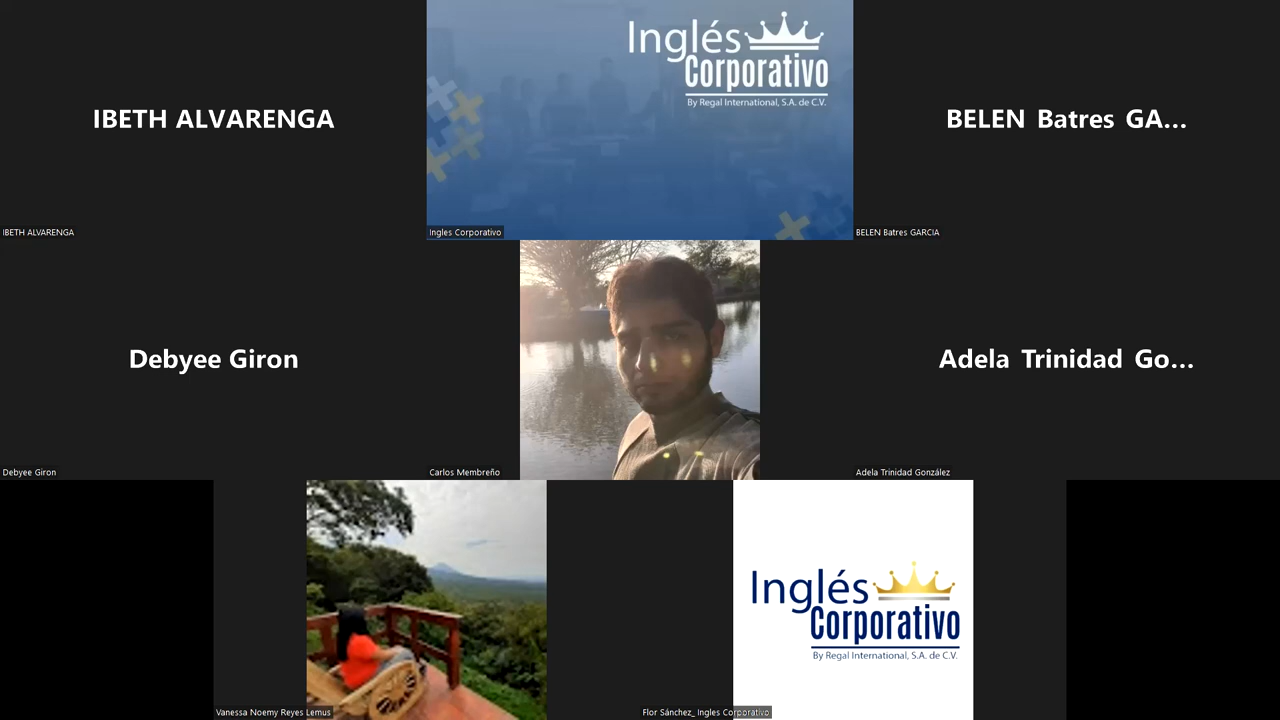 IBETH ALVARENGA
IBETH ALVARENGA
Inglés
Corporativo
By Regal International, S.A. de C.V.
Ingles Corporativo
BELEN Batres GA...
BELEN Batres GARCIA
Debyee Giron
Debyee Giron
Carlos Membreño
Adela Trinidad Go...
Adela Trinidad González
Vanessa Noemy Reyes Lemus
Inglés
Corporativo
By Regal International, S.A. de C.V.
Flor Sánchez_ Ingles Corporativo